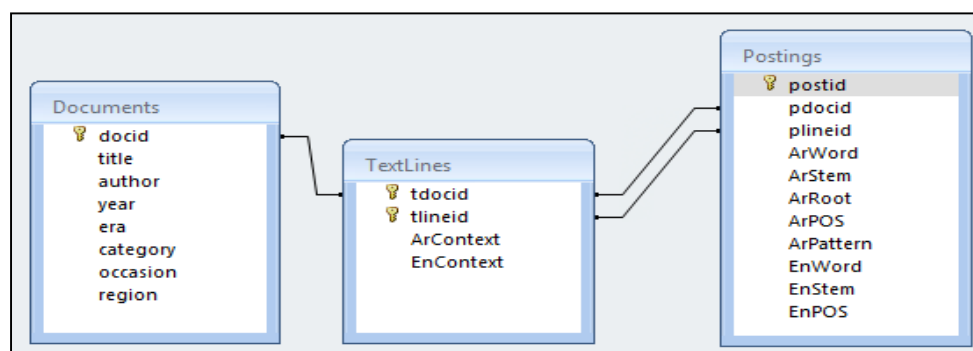 Documents
docid
title
author
year
era
category
occasion
region
TextLines
tdocid
tlineid
ArContext
EnContext
Postings
postid
pdocid
plineid
ArWord
ArStem
ArRoot
ArPOS
ArPattern
EnWord
EnStem
EnPOS